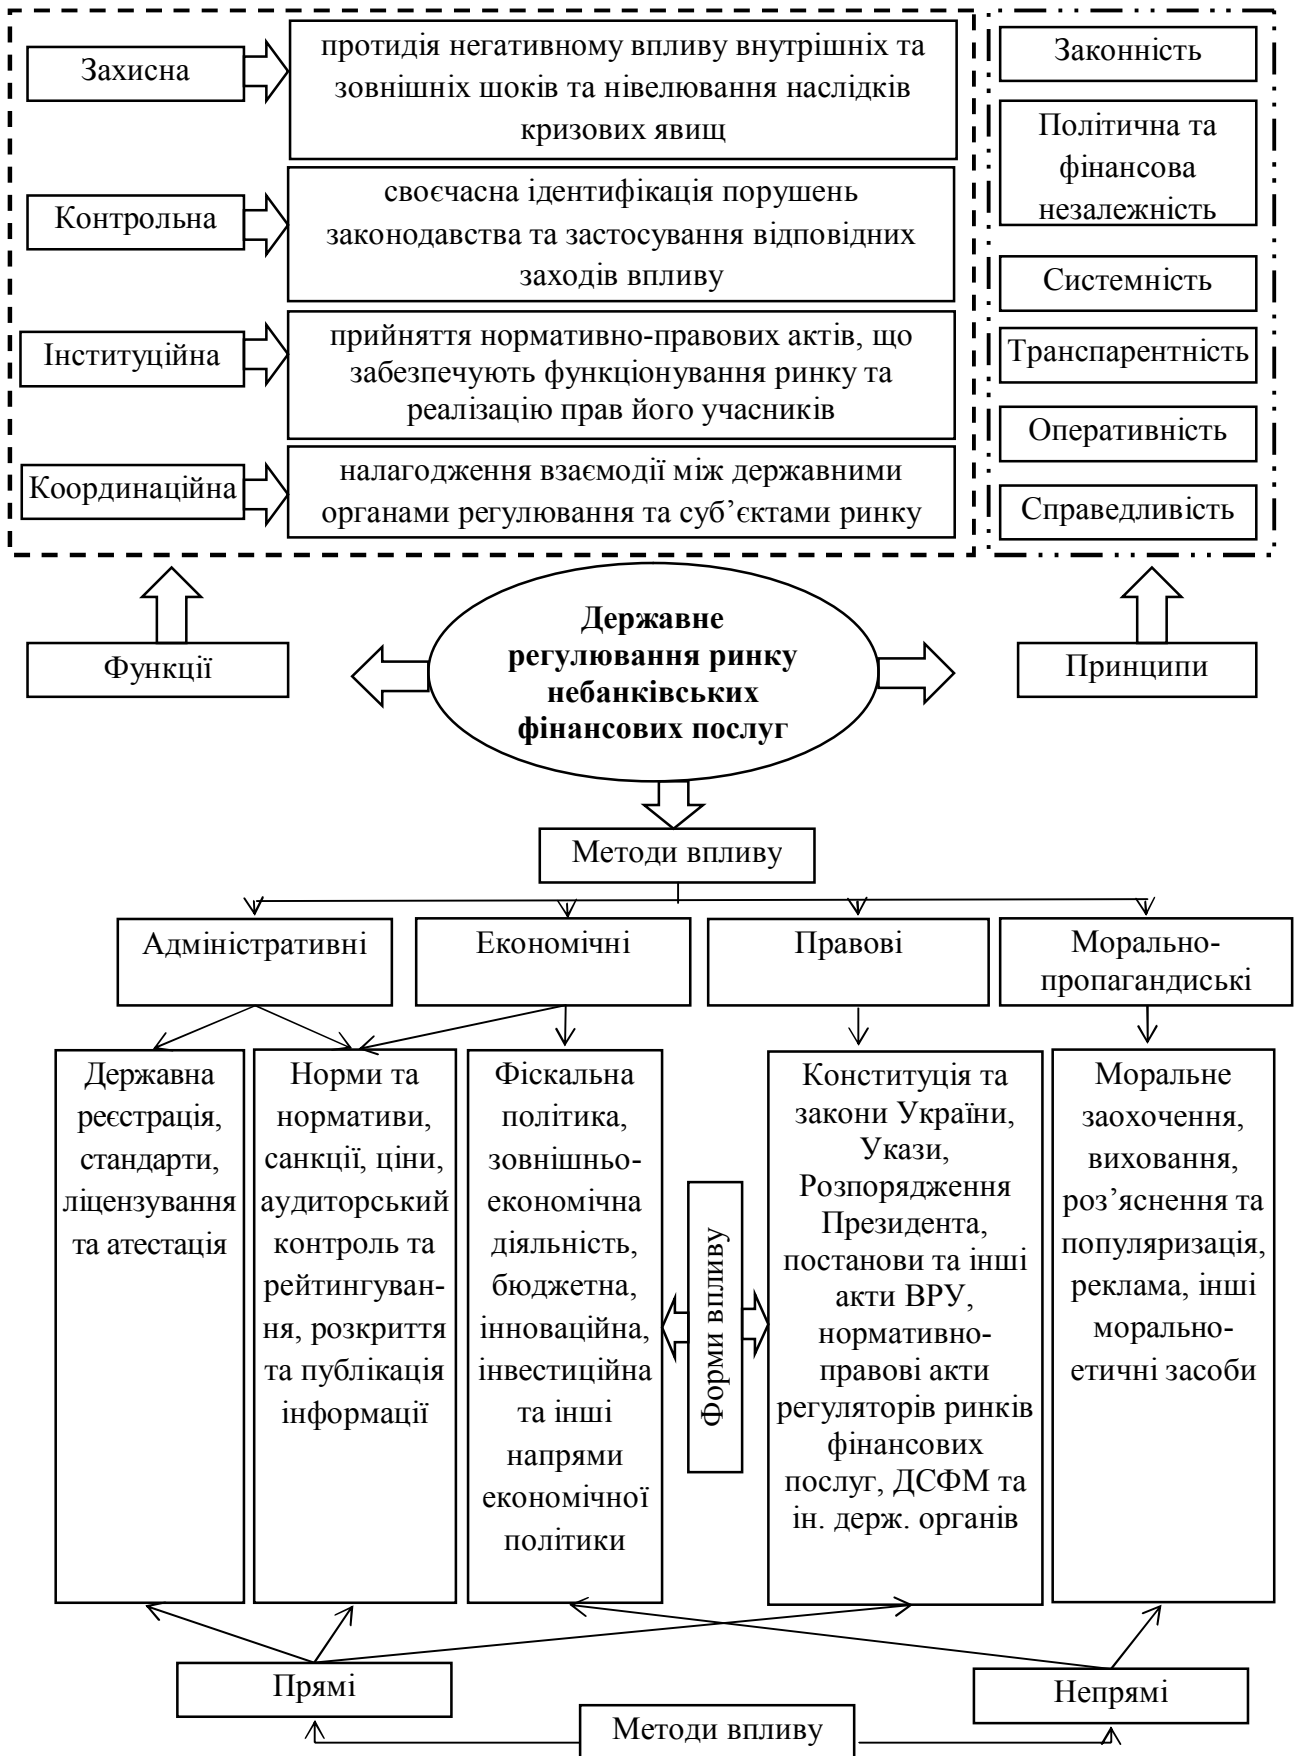 Захисна
протидія негативному впливу внутрішніх та
зовнішніх шоків та нівелювання наслідків
кризових явищ
Контрольна
своєчасна ідентифікація порушень
законодавства та застосування відповідних
заходів впливу
Інституційна
прийняття нормативно-правових актів, що
забезпечують функціонування ринку та
реалізацію прав його учасників
Координаційна
налагодження взаємодії між державними
органами регулювання та суб’єктами ринку
Законність
Політична та
фінансова
незалежність
Системність
Транспарентність
Оперативність
Справедливість
Функції
Державне
регулювання ринку
небанківських
фінансових послуг
Принципи
Методи впливу
Адміністративні
Економічні
Правові
Морально-
пропагандиські
Державна
реєстрація,
стандарти,
ліцензування
та атестація
Норми та
нормативи,
санкції, ціни,
аудиторський
контроль та
рейтингуван-
ня, розкриття
та публікація
інформації
Фіскальна
політика,
зовнішньо-
економічна
діяльність,
бюджетна,
інноваційна,
інвестиційна
та інші
напрями
економічної
політики
Форми впливу
Конституція та
закони України,
Укази,
Розпорядження
Президента,
постанови та інші
акти ВРУ,
нормативно-
правові акти
регуляторів ринків
фінансових
послуг, ДСФМ та
ін. держ. органів
Моральне
заохочення,
виховання,
роз’яснення та
популяризація,
реклама, інші
морально-
етичні засоби
Прямі
Непрямі
Методи впливу